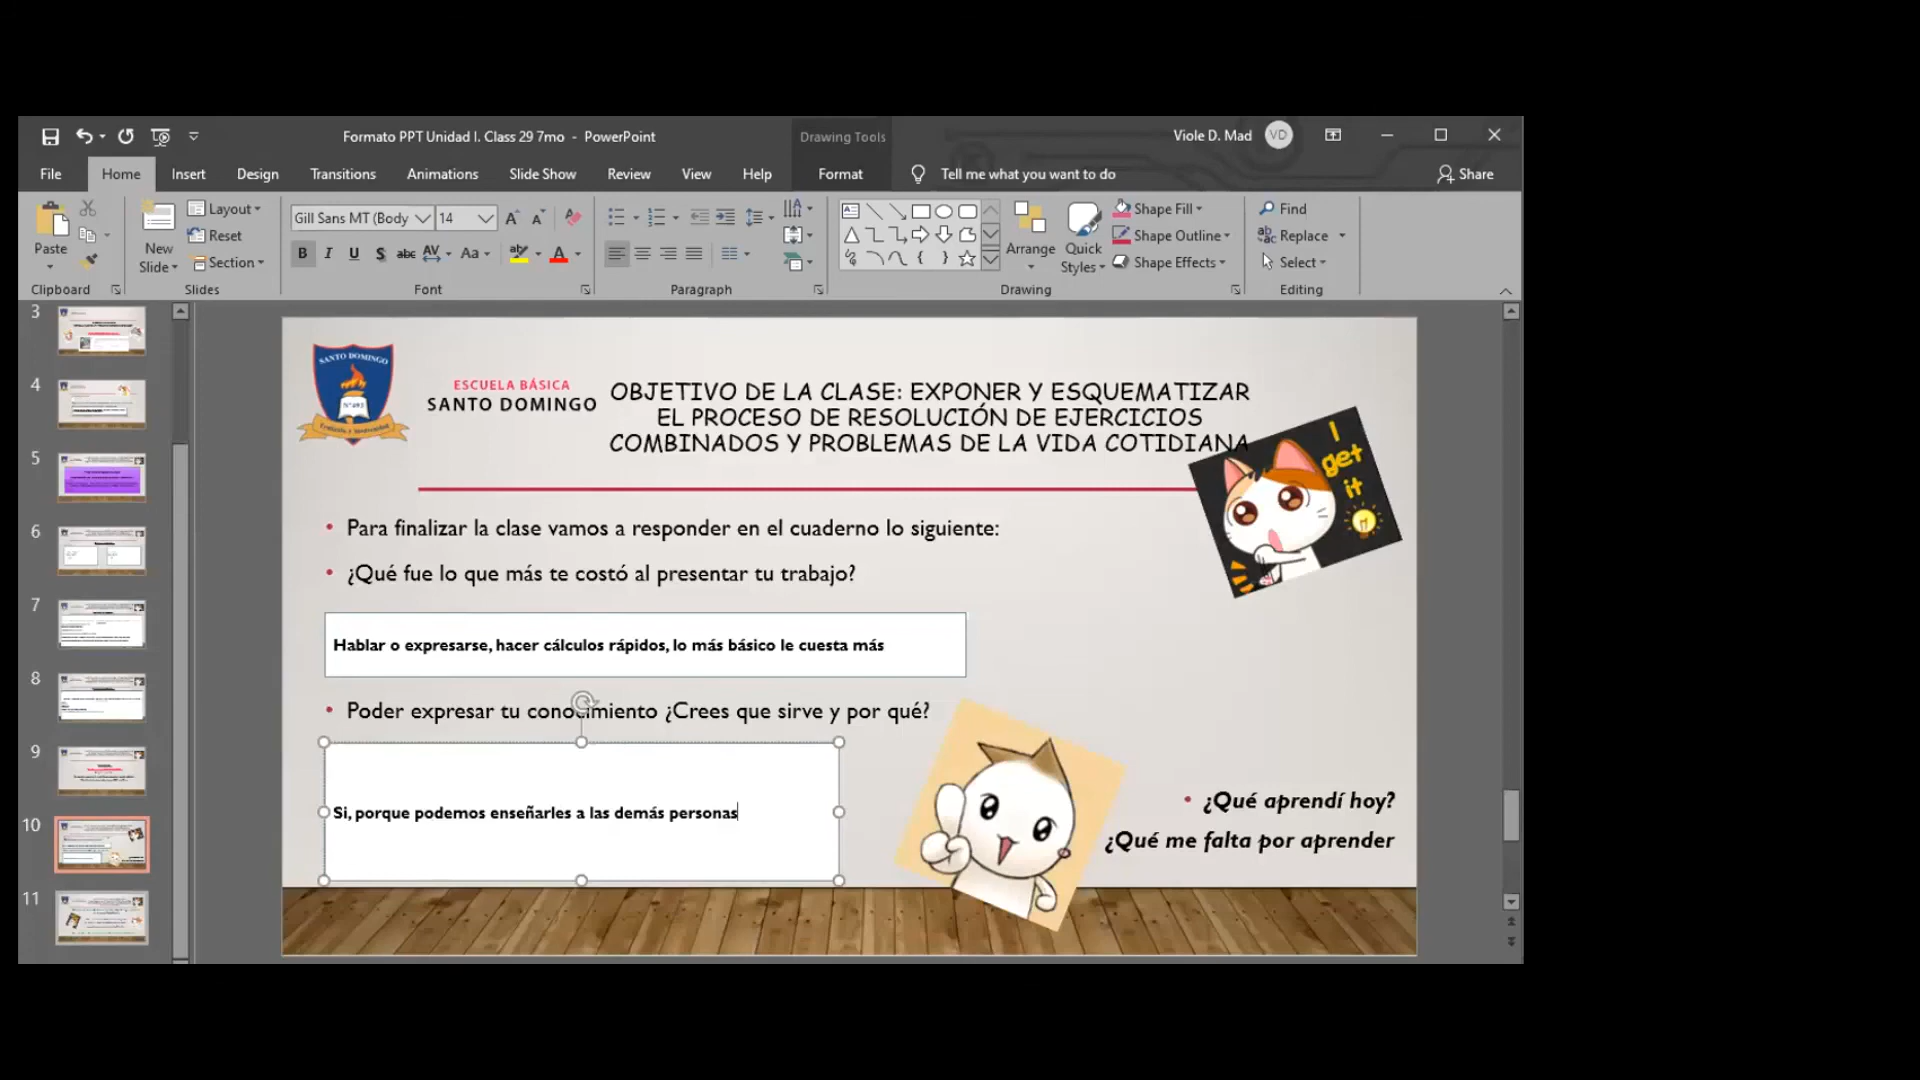 Formato PPT Unidad I. Class 29 7mo - PowerPoint
Drawing Tools
Viole D. Mad
VD
File
Home
Insert
Design
Transitions
Animations
Slide Show
Review
View
Help
Format
Tell me what you want to do
Share
Paste
Clipboard
New
Slide
Layout
Reset
Section
Slides
Gill Sans MT (Body
14
B I U S abc AV Aa
Font
Paragraph
Arrange
Quick
Styles
Shape Fill
Shape Outline
Shape Effects
Drawing
Find
Replace
Select
Editing
3
4
5
6
7
8
9
10
11
SANTO DOMINGO
ESCUELA BÁSICA
SANTO DOMINGO
OBJETIVO DE LA CLASE: EXPONER Y ESQUEMATIZAR
EL PROCESO DE RESOLUCIÓN DE EJERCICIOS
COMBINADOS Y PROBLEMAS DE LA VIDA COTIDIANA
I
get
it
• Para finalizar la clase vamos a responder en el cuaderno lo siguiente:
• ¿Qué fue lo que más te costó al presentar tu trabajo?
Hablar o expresarse, hacer cálculos rápidos, lo más básico le cuesta más
• Poder expresar tu conocimiento ¿Crees que sirve y por qué?
Si, porque podemos enseñarles a las demás personas
• ¿Qué aprendí hoy?
¿Qué me falta por aprender